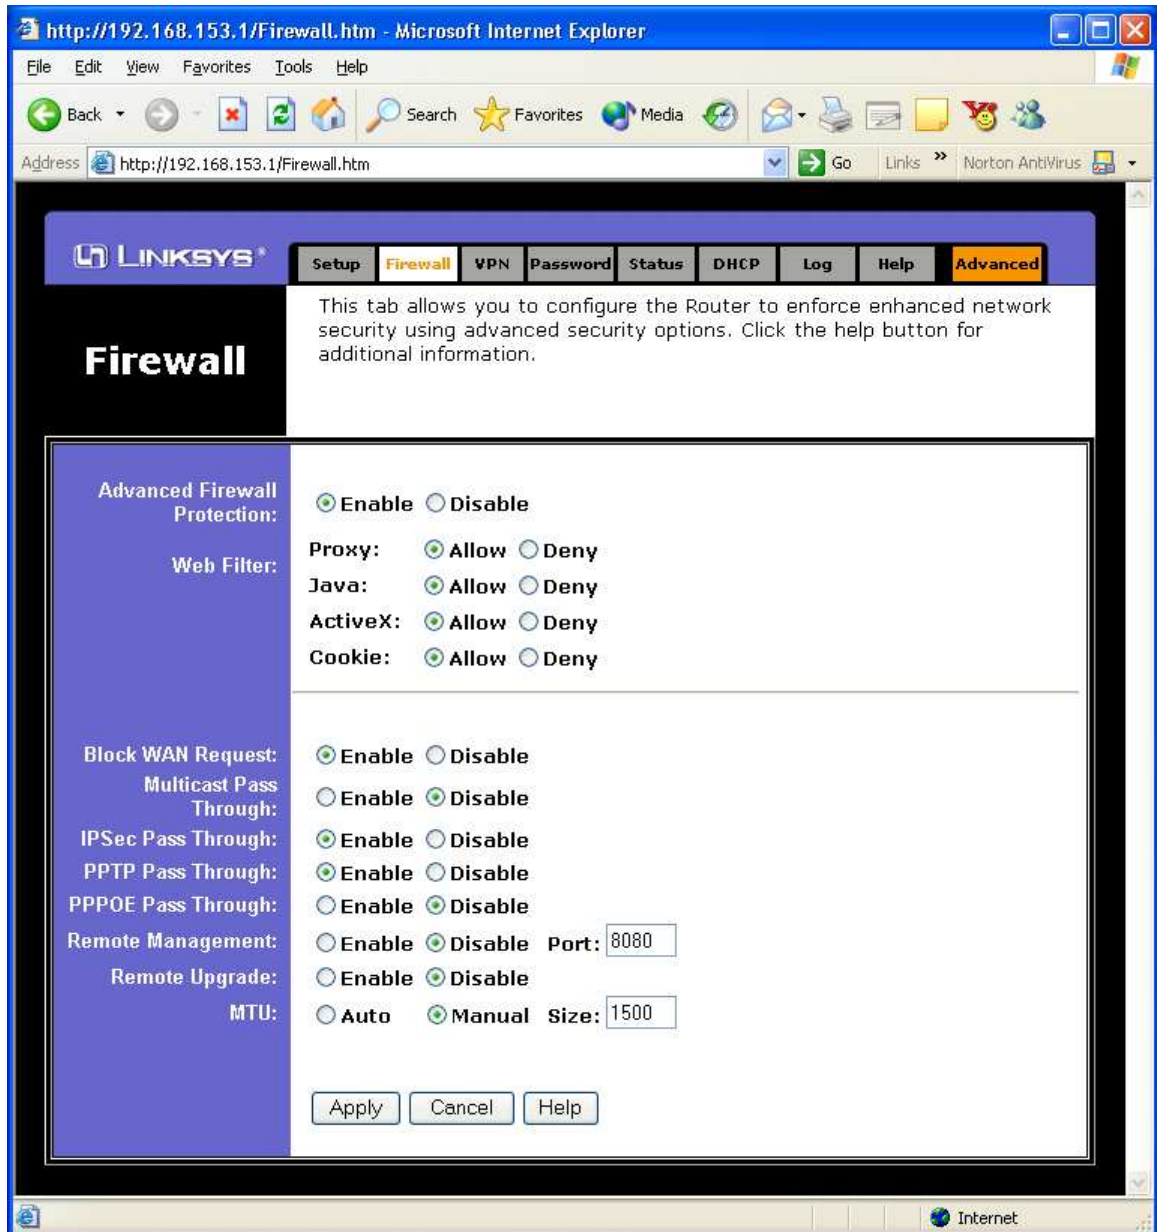 http://192.168.153.1/Firewall.htm - Microsoft Internet Explorer
File Edit View Favorites Tools Help
Back Search Favorites Media
Address http://192.168.153.1/Firewall.htm Go Links » Norton AntiVirus
LINKSYS®
Setup Firewall VPN Password Status DHCP Log Help Advanced
Firewall
This tab allows you to configure the Router to enforce enhanced network
security using advanced security options. Click the help button for
additional information.
Advanced Firewall
Protection: Enable Disable
Web Filter:
Proxy: Allow Deny
Java: Allow Deny
ActiveX: Allow Deny
Cookie: Allow Deny
Block WAN Request: Enable Disable
Multicast Pass
Through: Enable Disable
IPSec Pass Through: Enable Disable
PPTP Pass Through: Enable Disable
PPPOE Pass Through: Enable Disable
Remote Management: Enable Disable Port: 8080
Remote Upgrade: Enable Disable
MTU: Auto Manual Size: 1500
Apply Cancel Help
Internet